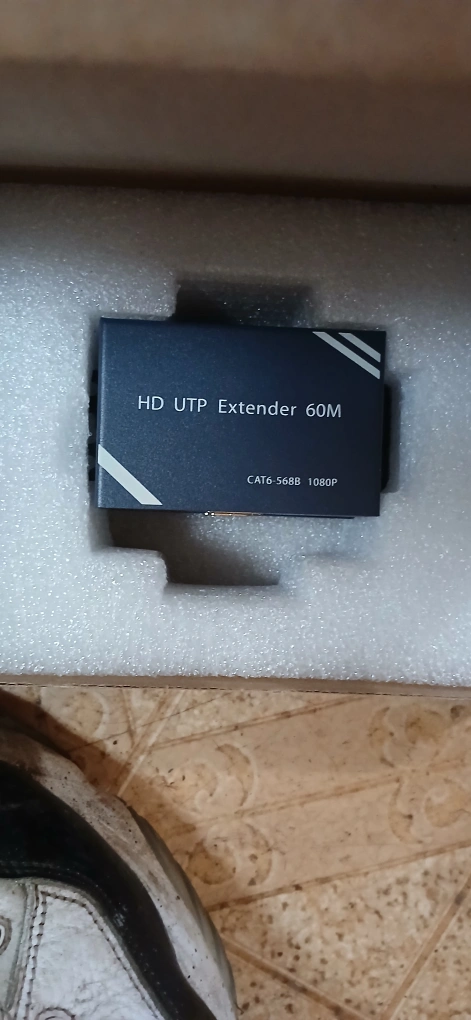 HD UTP Extender 60M
CAT6-568B 1080P